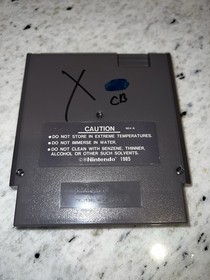 X
CB
CAUTION
• DO NOT STORE IN EXTREME TEMPERATURES.
• DO NOT IMMERSE IN WATER.
• DO NOT CLEAN WITH BENZENE, THINNER,
ALCOHOL OR OTHER SUCH SOLVENTS.
©®Nintendo 1985